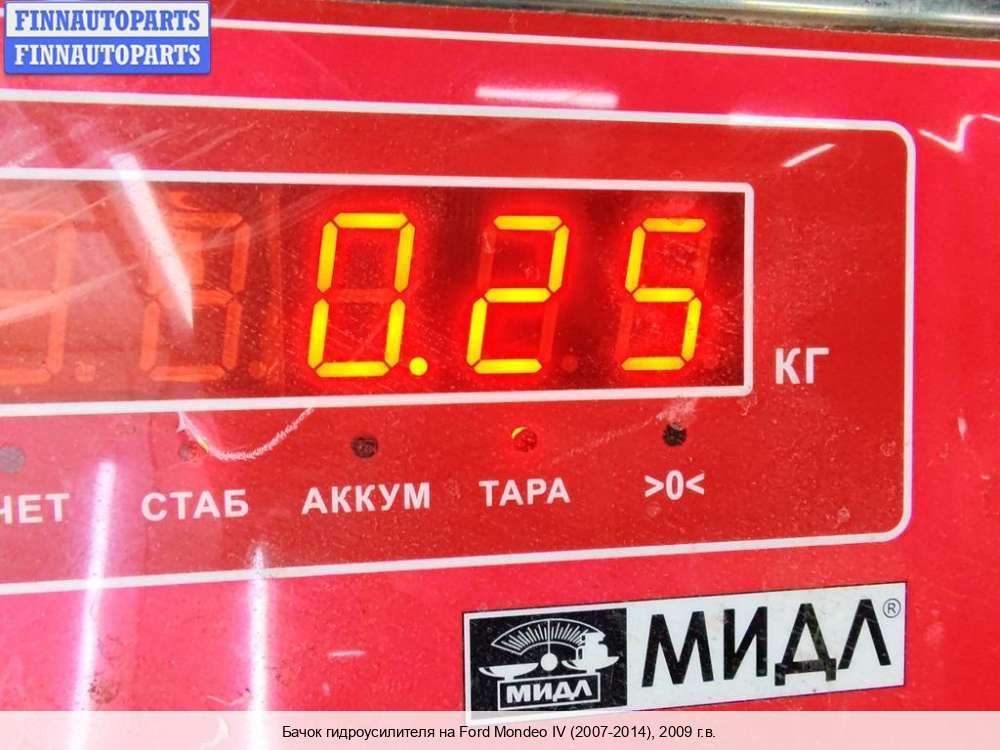 FINNAUTOPARTS
FINNAUTOPARTS
0.25
КГ
СТАБ АККУМ ТАРА >0<
МИДЛ МИДЛ®
Бачок гидроусилителя на Ford Mondeo IV (2007-2014), 2009 г.в.